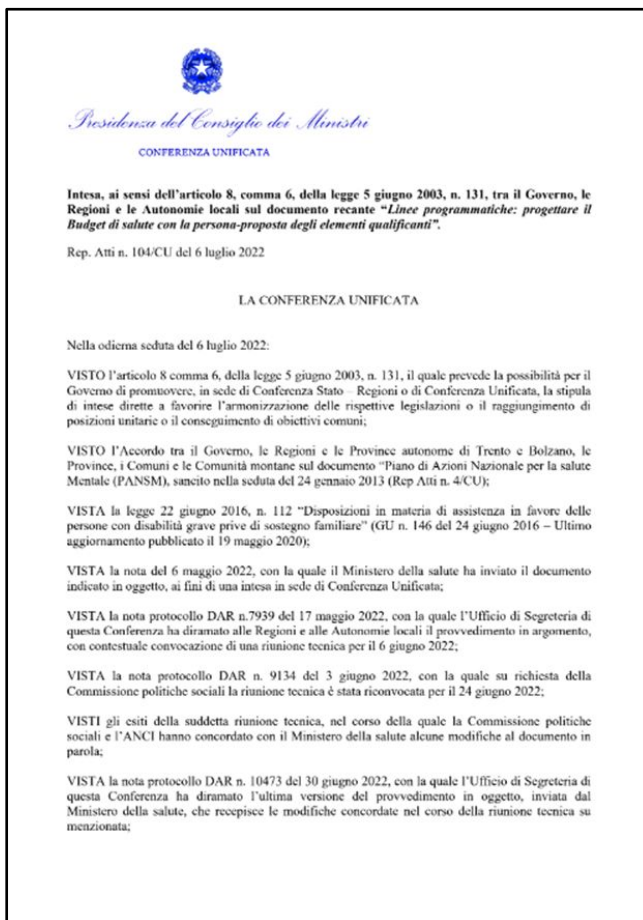 Presidenza del Consiglio dei Ministri
CONFERENZA UNIFICATA
Intesa, ai sensi dell'articolo 8, comma 6, della legge 5 giugno 2003, n. 131, tra il Governo, le
Regioni e le Autonomie locali sul documento recante "Linee programmatiche: progettare il
Budget di salute con la persona-proposta degli elementi qualificanti".
Rep. Atti n. 104/CU del 6 luglio 2022
LA CONFERENZA UNIFICATA
Nella odierna seduta del 6 luglio 2022:
VISTO l'articolo 8 comma 6, della legge 5 giugno 2003, n. 131, il quale prevede la possibilità per il
Governo di promuovere, in sede di Conferenza Stato – Regioni o di Conferenza Unificata, la stipula
di intese dirette a favorire l'armonizzazione delle rispettive legislazioni o il raggiungimento di
posizioni unitarie o il conseguimento di obiettivi comuni;
VISTO l'Accordo tra il Governo, le Regioni e le Province autonome di Trento e Bolzano, le
Province, i Comuni e le Comunità montane sul documento "Piano di Azioni Nazionale per la salute
Mentale (PANSM), sancito nella seduta del 24 gennaio 2013 (Rep Atti n. 4/CU);
VISTA la legge 22 giugno 2016, n. 112 "Disposizioni in materia di assistenza in favore delle
persone con disabilità grave prive di sostegno familiare" (GU n. 146 del 24 giugno 2016 – Ultimo
aggiornamento pubblicato il 19 maggio 2020);
VISTA la nota del 6 maggio 2022, con la quale il Ministero della salute ha inviato il documento
indicato in oggetto, ai fini di una intesa in sede di Conferenza Unificata;
VISTA la nota protocollo DAR n.7939 del 17 maggio 2022, con la quale l'Ufficio di Segreteria di
questa Conferenza ha diramato alle Regioni e alle Autonomie locali il provvedimento in argomento,
con contestuale convocazione di una riunione tecnica per il 6 giugno 2022;
VISTA la nota protocollo DAR n. 9134 del 3 giugno 2022, con la quale su richiesta della
Commissione politiche sociali la riunione tecnica è stata riconvocata per il 24 giugno 2022;
VISTI gli esiti della suddetta riunione tecnica, nel corso della quale la Commissione politiche
sociali e l'ANCI hanno concordato con il Ministero della salute alcune modifiche al documento in
parola;
VISTA la nota protocollo DAR n. 10473 del 30 giugno 2022, con la quale l'Ufficio di Segreteria di
questa Conferenza ha diramato l'ultima versione del provvedimento in oggetto, inviata dal
Ministero della salute, che recepisce le modifiche concordate nel corso della riunione tecnica su
menzionata;